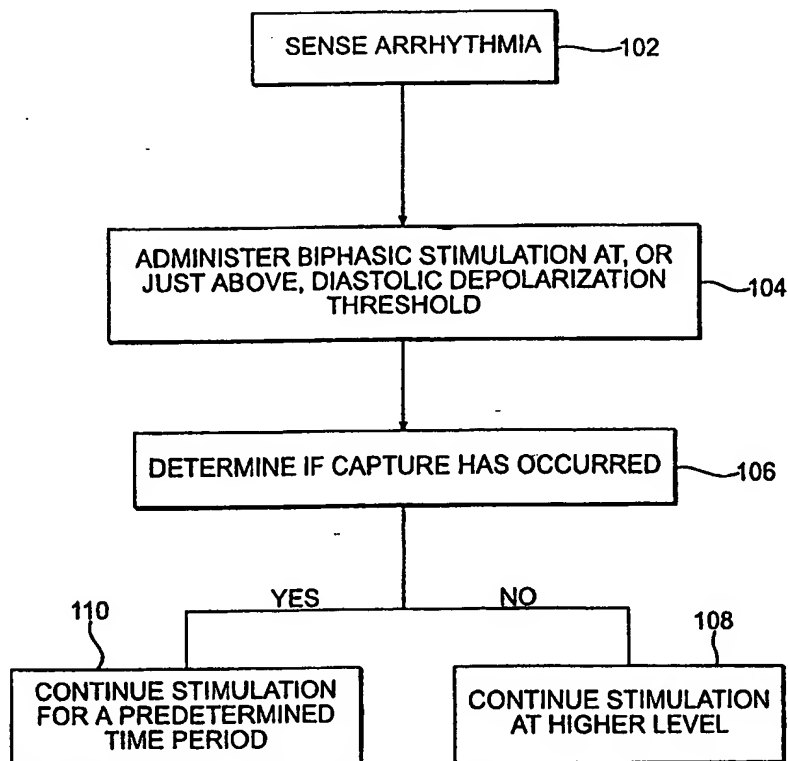 SENSE ARRHYTHMIA
102
ADMINISTER BIPHASIC STIMULATION AT, OR
JUST ABOVE, DIASTOLIC DEPOLARIZATION
THRESHOLD
104
DETERMINE IF CAPTURE HAS OCCURRED
106
YES
NO
110
CONTINUE STIMULATION
FOR A PREDETERMINED
TIME PERIOD
108
CONTINUE STIMULATION
AT HIGHER LEVEL